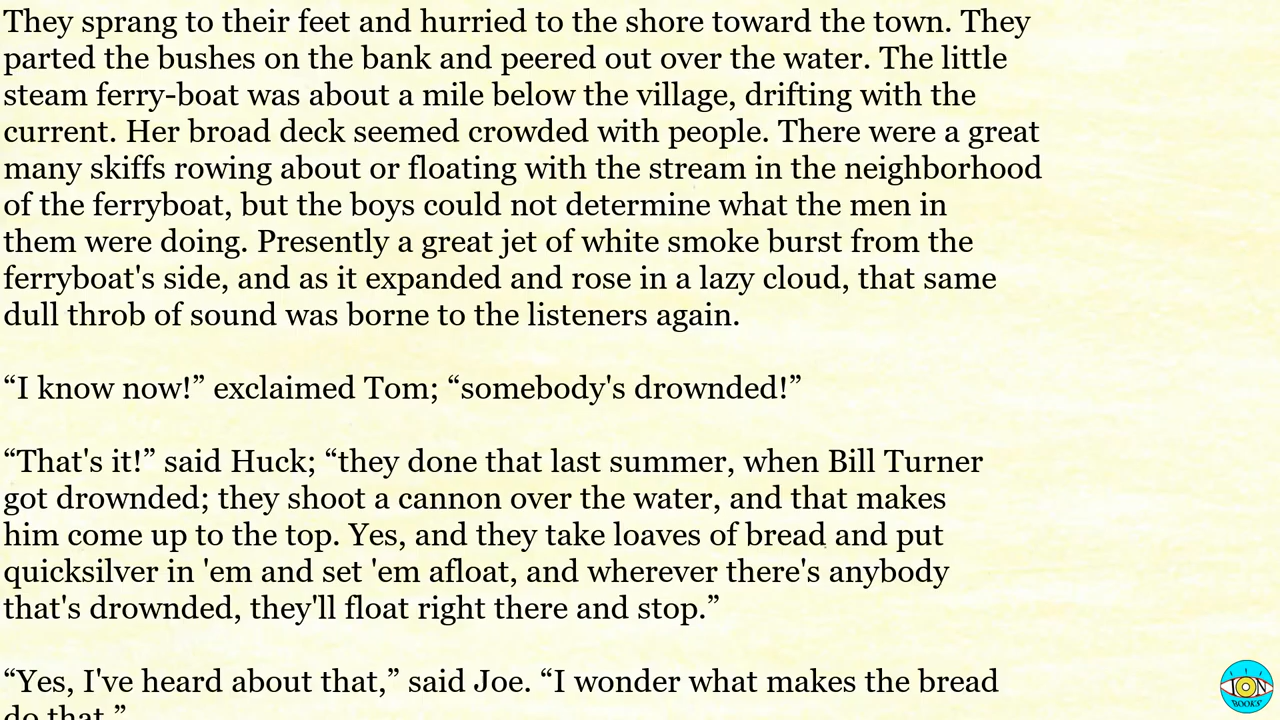 They sprang to their feet and hurried to the shore toward the town. They
parted the bushes on the bank and peered out over the water. The little
steam ferry-boat was about a mile below the village, drifting with the
current. Her broad deck seemed crowded with people. There were a great
many skiffs rowing about or floating with the stream in the neighborhood
of the ferryboat, but the boys could not determine what the men in
them were doing. Presently a great jet of white smoke burst from the
ferryboat's side, and as it expanded and rose in a lazy cloud, that same
dull throb of sound was borne to the listeners again.
“I know now!” exclaimed Tom; “somebody's drownded!”
“That's it!” said Huck; “they done that last summer, when Bill Turner
got drownded; they shoot a cannon over the water, and that makes
him come up to the top. Yes, and they take loaves of bread and put
quicksilver in 'em and set 'em afloat, and wherever there's anybody
that's drownded, they'll float right there and stop.”
“Yes, I've heard about that,” said Joe. “I wonder what makes the bread
do that.”
ION
BOOKS